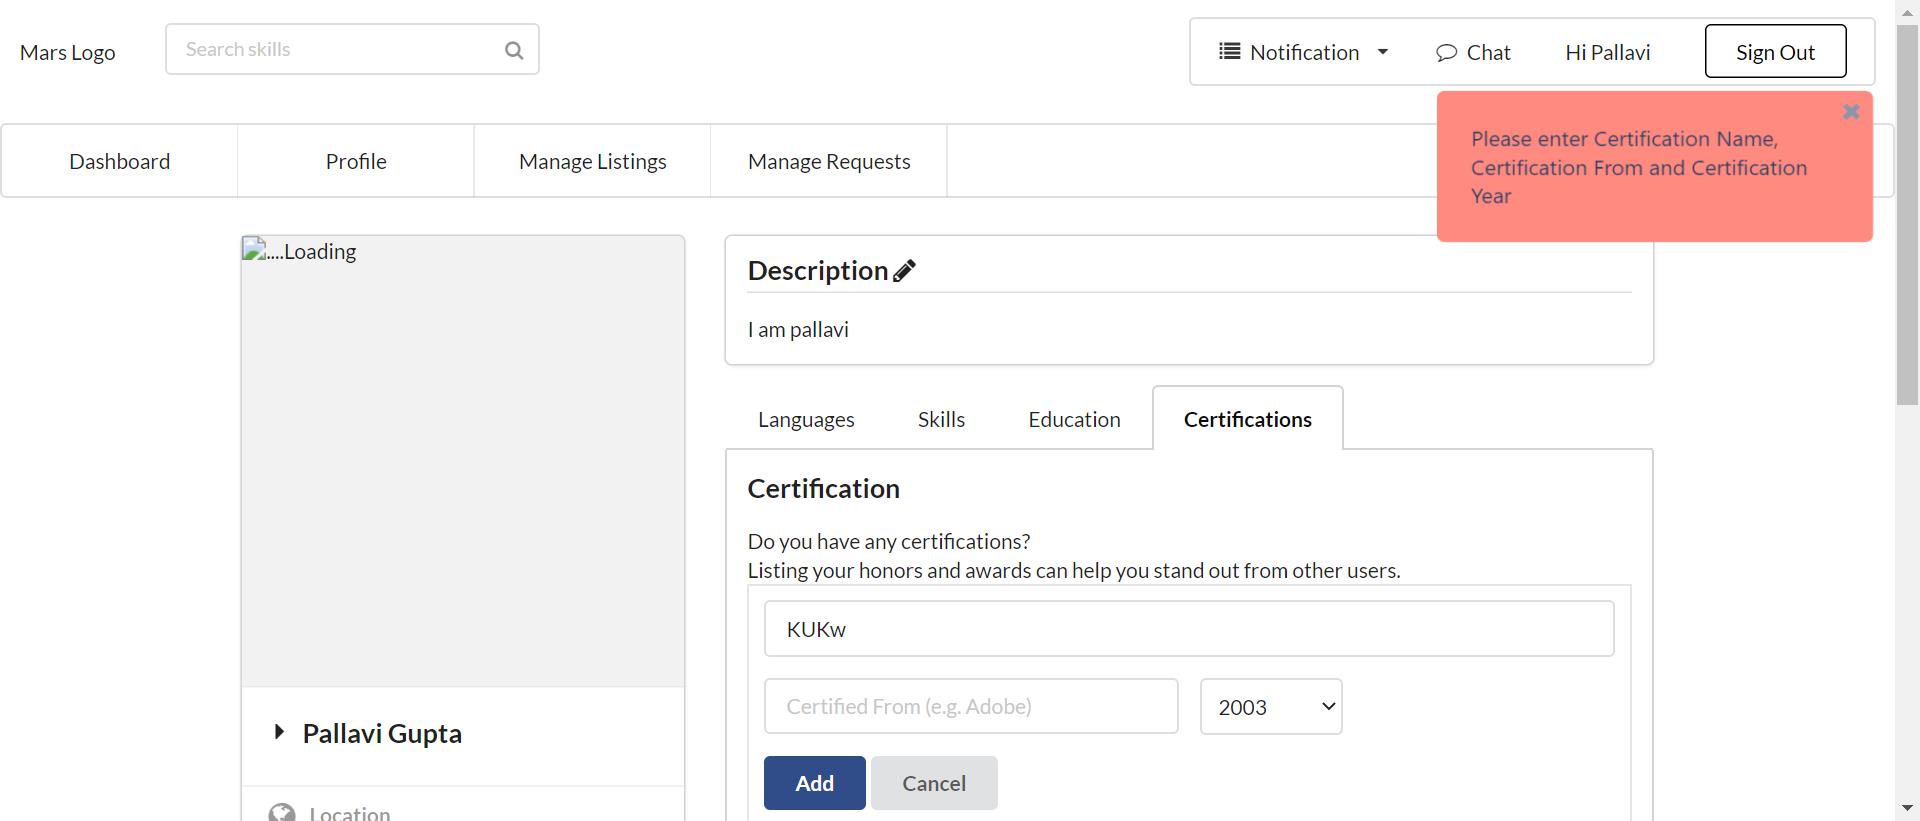 Mars Logo
Search skills
Notification
Chat
Hi Pallavi
Sign Out
Please enter Certification Name,
Certification From and Certification
Year
Dashboard
Profile
Manage Listings
Manage Requests
....Loading
Description
I am pallavi
Languages
Skills
Education
Certifications
Certification
Do you have any certifications?
Listing your honors and awards can help you stand out from other users.
KUKw
Certified From (e.g. Adobe)
2003
Add
Cancel
Pallavi Gupta
Location